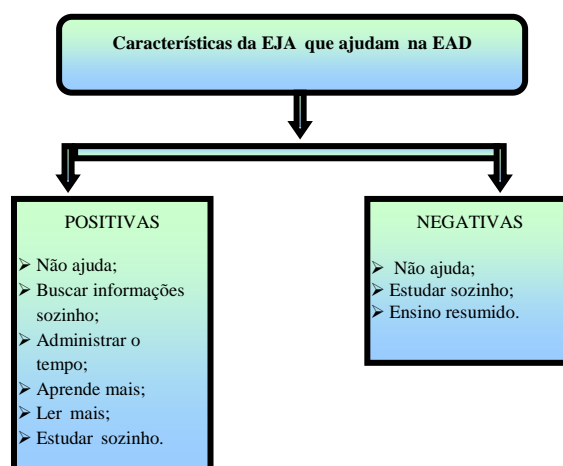 Características da EJA que ajudam na EAD
POSITIVAS
➢ Não ajuda;
➢ Buscar informações
sozinho;
➢ Administrar o
tempo;
➢ Aprende mais;
➢ Ler mais;
➢ Estudar sozinho.
NEGATIVAS
➢ Não ajuda;
➢ Estudar sozinho;
➢ Ensino resumido.